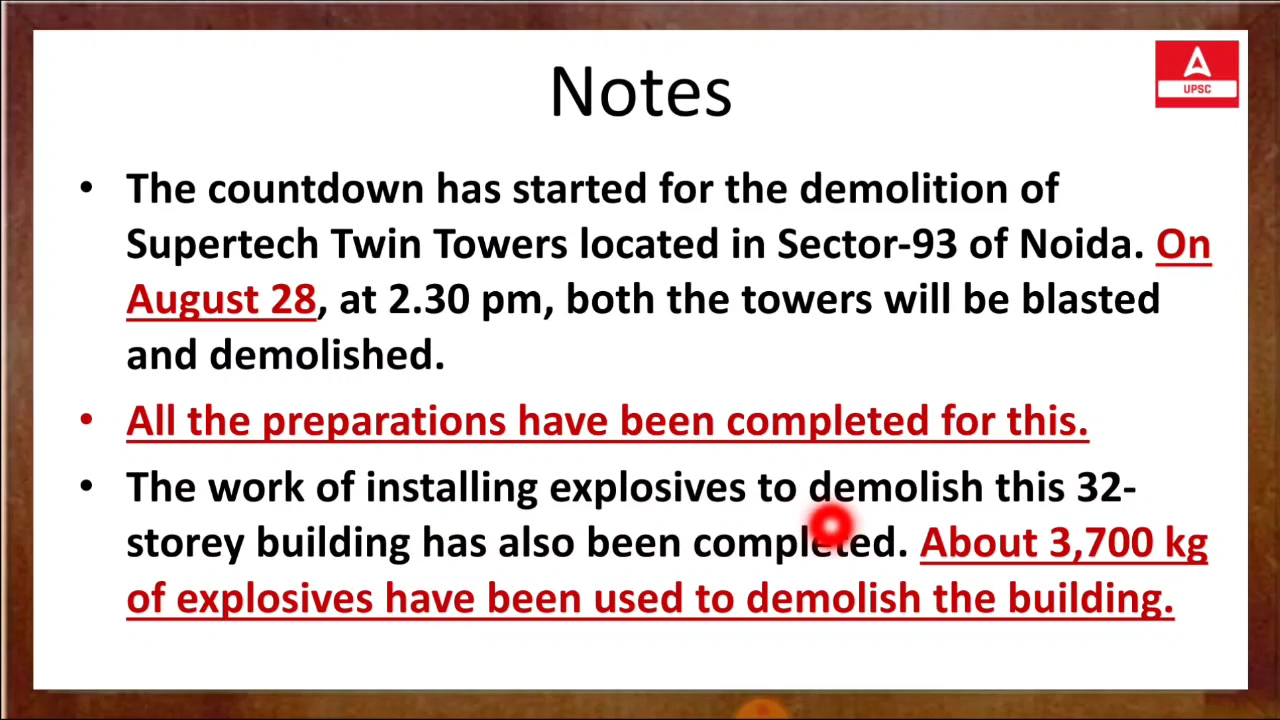 Notes
UPSC
• The countdown has started for the demolition of
Supertech Twin Towers located in Sector-93 of Noida. On
August 28, at 2.30 pm, both the towers will be blasted
and demolished.
• All the preparations have been completed for this.
• The work of installing explosives to demolish this 32-
storey building has also been completed. About 3,700 kg
of explosives have been used to demolish the building.